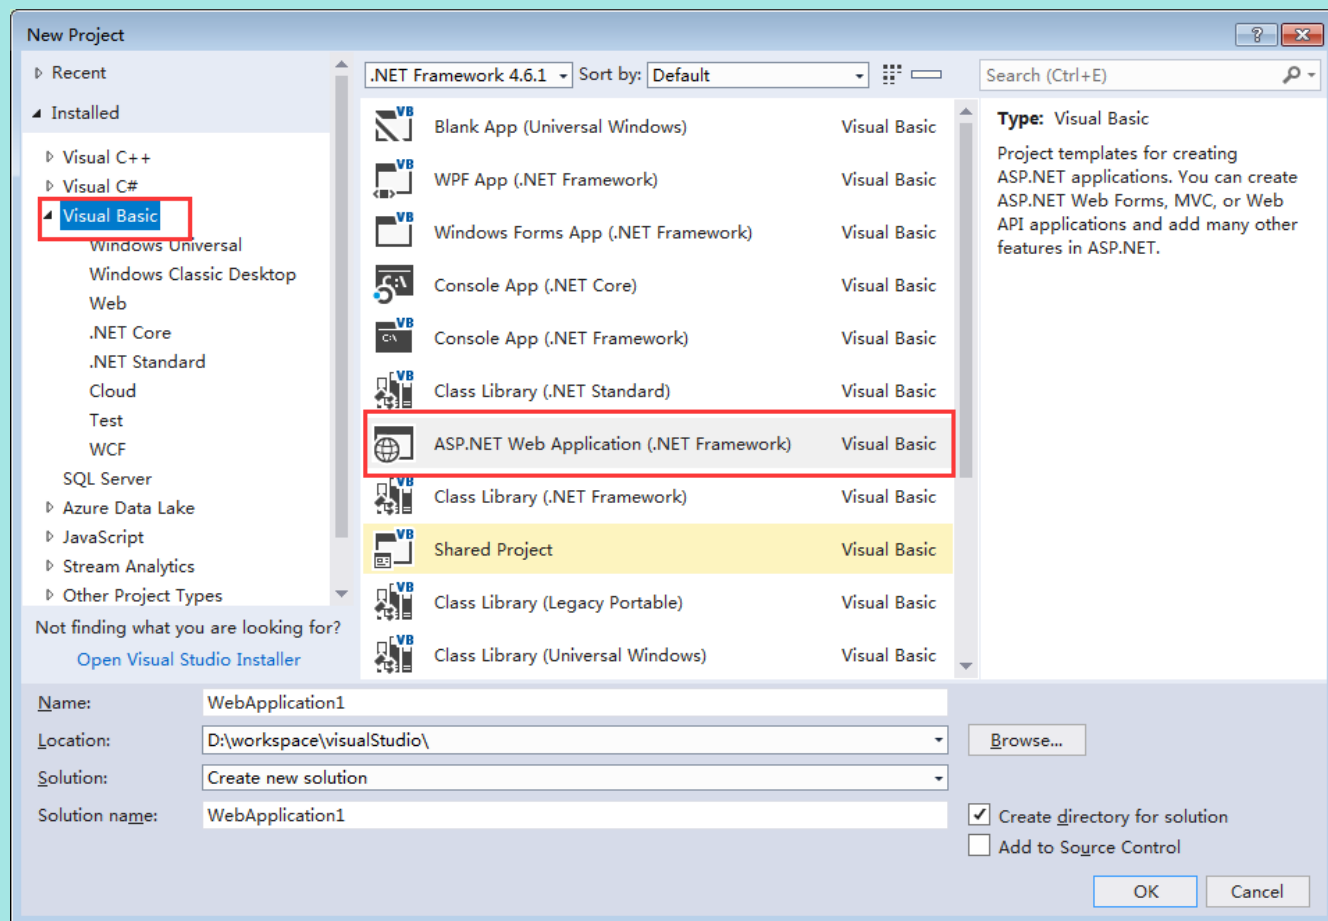 New Project
Recent
Installed
Visual C++
Visual C#
Visual Basic
Windows Universal
Windows Classic Desktop
Web
.NET Core
.NET Standard
Cloud
Test
WCF
SQL Server
Azure Data Lake
JavaScript
Stream Analytics
Other Project Types
Not finding what you are looking for?
Open Visual Studio Installer
.NET Framework 4.6.1 Sort by: Default
VB Blank App (Universal Windows) Visual Basic
VB WPF App (.NET Framework) Visual Basic
VB Windows Forms App (.NET Framework) Visual Basic
Console App (.NET Core) Visual Basic
VB Console App (.NET Framework) Visual Basic
VB Class Library (.NET Standard) Visual Basic
ASP.NET Web Application (.NET Framework) Visual Basic
VB Class Library (.NET Framework) Visual Basic
VB Shared Project Visual Basic
VB Class Library (Legacy Portable) Visual Basic
VB Class Library (Universal Windows) Visual Basic
Search (Ctrl+E)
Type: Visual Basic
Project templates for creating
ASP.NET applications. You can create
ASP.NET Web Forms, MVC, or Web
API applications and add many other
features in ASP.NET.
Name: WebApplication1
Location: D:\workspace\visualStudio\ Browse...
Solution: Create new solution
Solution name: WebApplication1
Create directory for solution
Add to Source Control
OK Cancel